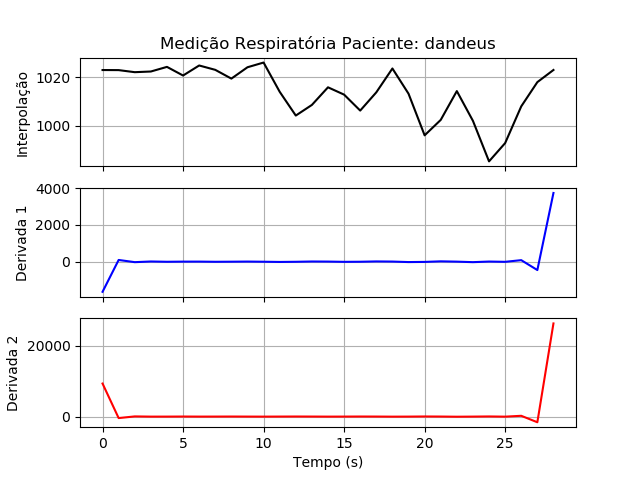 Medição Respiratória Paciente: dandeus
Interpolação
1020
1000
Derivada 1
4000
2000
0
Derivada 2
20000
0
0 5 10 15 20 25
Tempo (s)